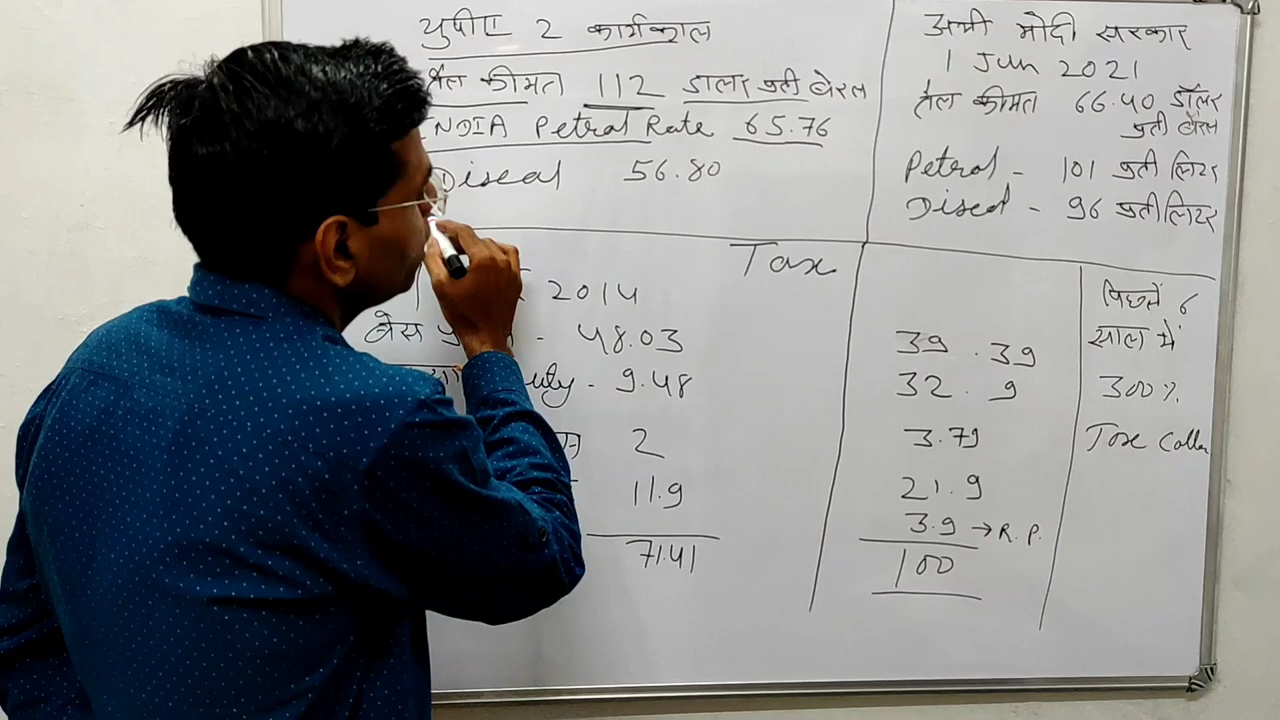 यूपीए 2 कार्यकाल
तेल कीमत 112 डालर प्रती बेरल
INDIA Petrol Rate 65.76
Diseal 56.80
अभी मोदी सरकार
1 Jun 2021
तेल कीमत 66.40 डॉलर
प्रती बेरल
Petrol - 101 प्रती लिटर
Diseal - 96 प्रती लिटर
Tax
2014
बेस - 48.03
uty - 9.48
2
11.9
71.41
39.39
32.9
3.79
21.9
3.9 → R.P.
100
पिछले 6
साल में
300%
Tax Colle